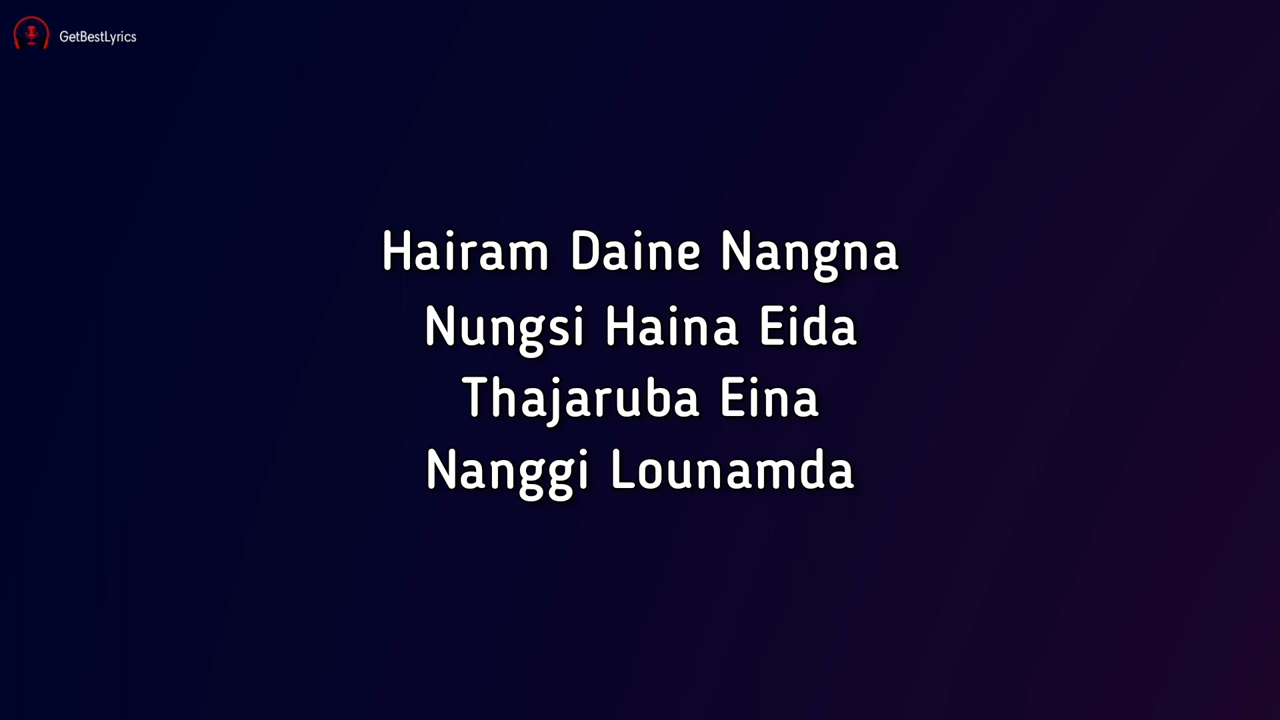 GetBestLyrics
Hairam Daine Nangna
Nungsi Haina Eida
Thajaruba Eina
Nanggi Lounamda